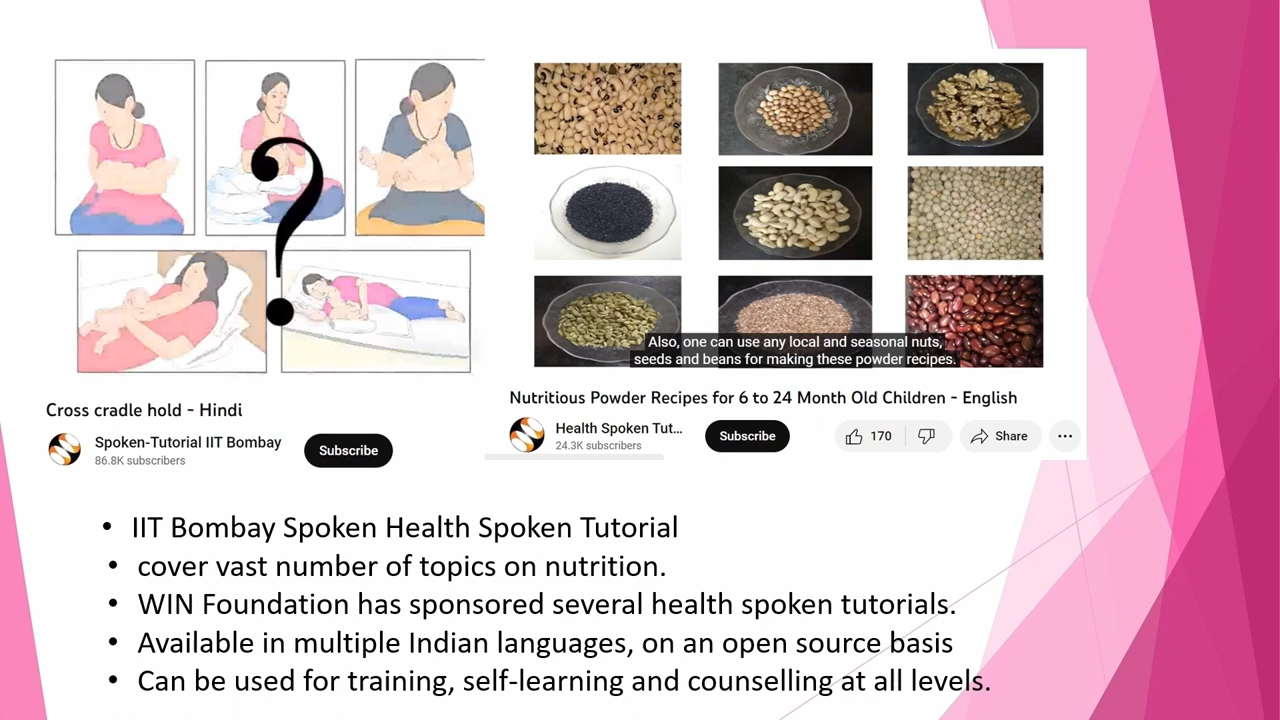 ?
Also, one can use any local and seasonal nuts,
seeds and beans for making these powder recipes.
Cross cradle hold - Hindi
Spoken-Tutorial IIT Bombay
86.8K subscribers
Subscribe
Nutritious Powder Recipes for 6 to 24 Month Old Children - English
Health Spoken Tut...
24.3K subscribers
Subscribe
170
Share
• IIT Bombay Spoken Health Spoken Tutorial
• cover vast number of topics on nutrition.
• WIN Foundation has sponsored several health spoken tutorials.
• Available in multiple Indian languages, on an open source basis
• Can be used for training, self-learning and counselling at all levels.